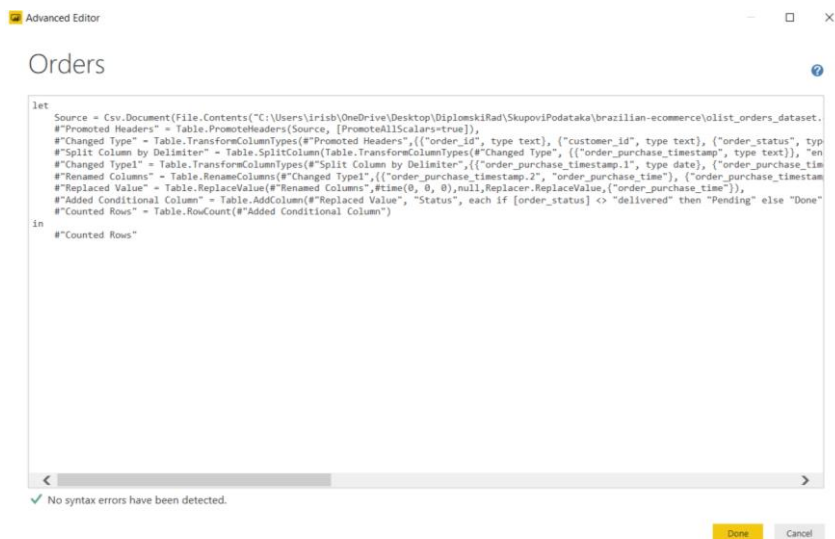 Advanced Editor
Orders
let
Source = Csv.Document(File.Contents("C:\Users\irisb\OneDrive\Desktop\DiplomskiRad\SkupoviPodataka\brazilian-ecommerce\olist_orders_dataset.
#"Promoted Headers" = Table.PromoteHeaders(Source, [PromoteAllScalars=true]),
#"Changed Type" = Table.TransformColumnTypes(#"Promoted Headers",{{"order_id", type text}, {"customer_id", type text}, {"order_status", typ
#"Split Column by Delimiter" = Table.SplitColumn(Table.TransformColumnTypes(#"Changed Type", {{"order_purchase_timestamp", type text}}, "en
#"Changed Type1" = Table.TransformColumnTypes(#"Split Column by Delimiter",{{"order_purchase_timestamp.1", type date}, {"order_purchase_tim
#"Renamed Columns" = Table.RenameColumns(#"Changed Type1",{{"order_purchase_timestamp.2", "order_purchase_time"}, {"order_purchase_timestam
#"Replaced Value" = Table.ReplaceValue(#"Renamed Columns",#time(0, 0, 0),null,Replacer.ReplaceValue,{"order_purchase_time"}),
#"Added Conditional Column" = Table.AddColumn(#"Replaced Value", "Status", each if [order_status] <> "delivered" then "Pending" else "Done"
#"Counted Rows" = Table.RowCount(#"Added Conditional Column")
in
#"Counted Rows"
No syntax errors have been detected.
Done Cancel